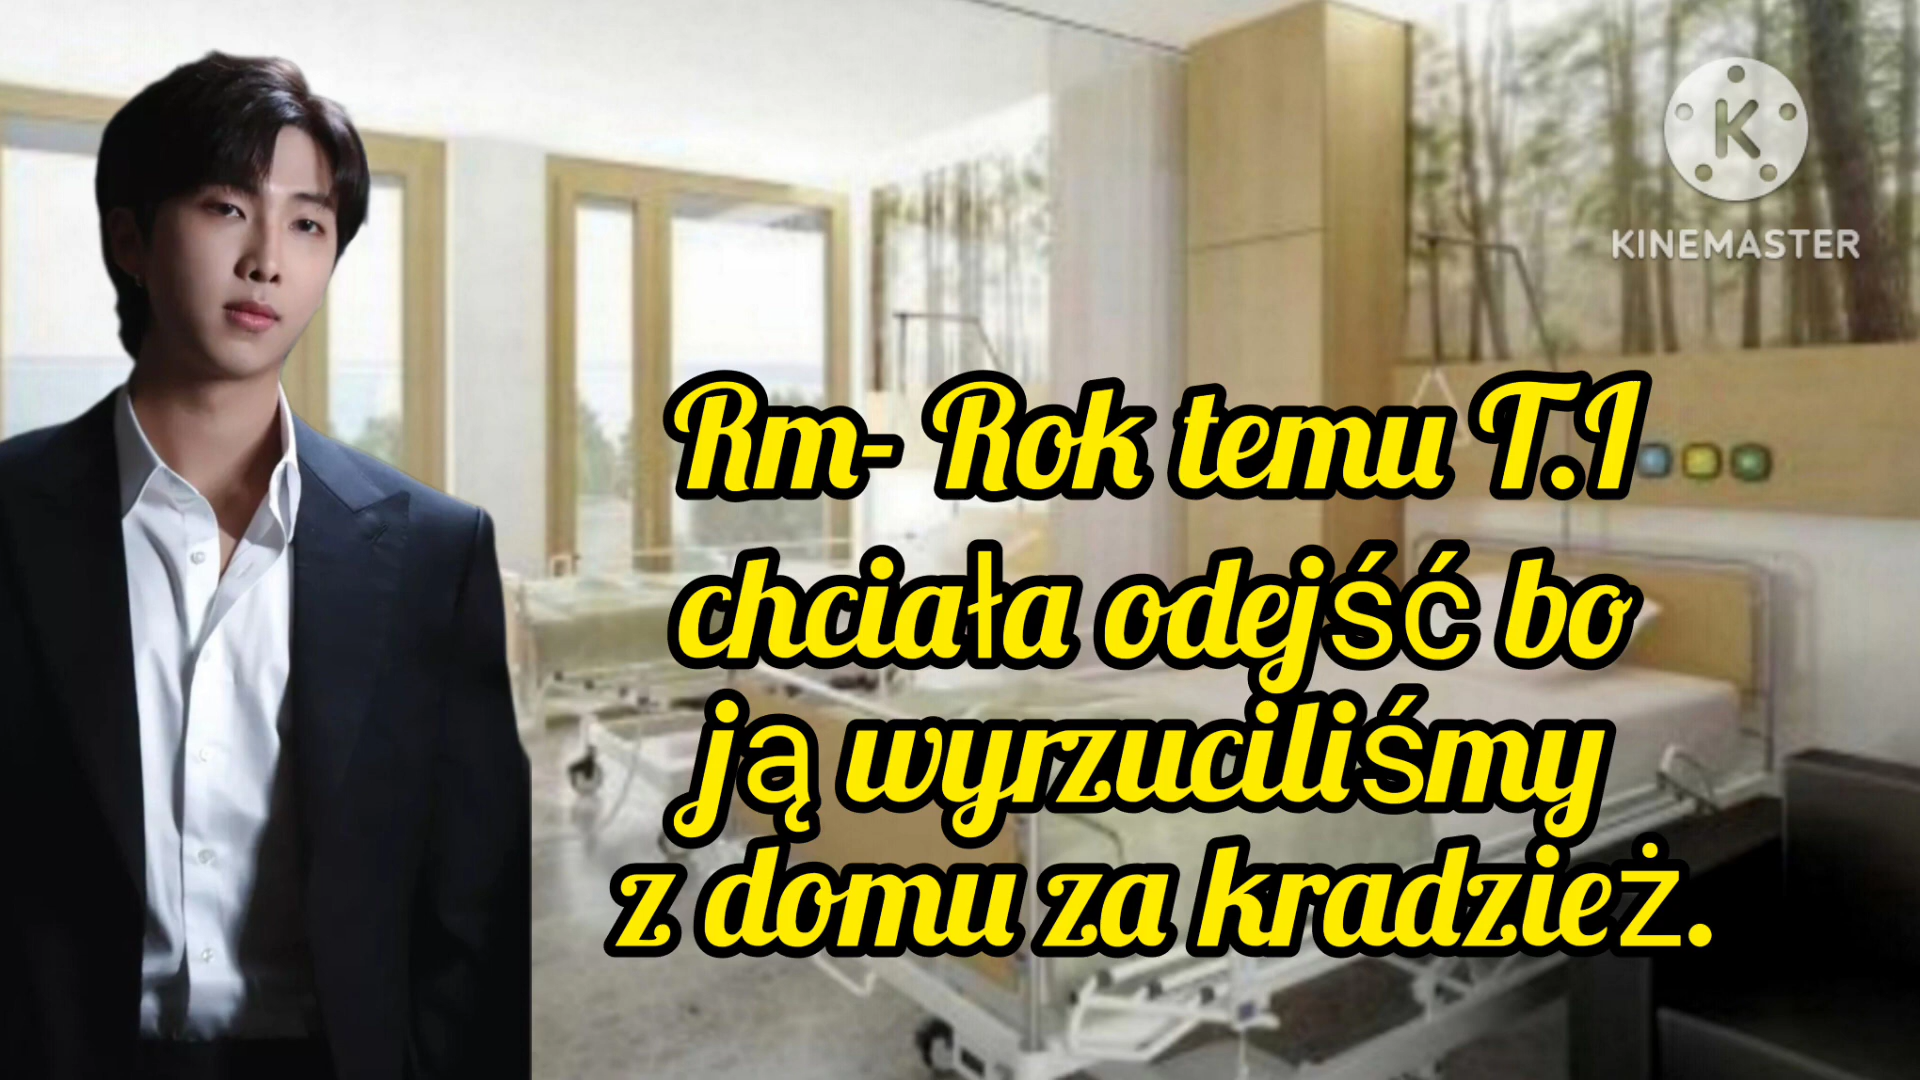 K
KINEMASTER
Rm- Rok temu T.I
chciała odejść bo
ją wyrzuciliśmy
z domu za kradzież.